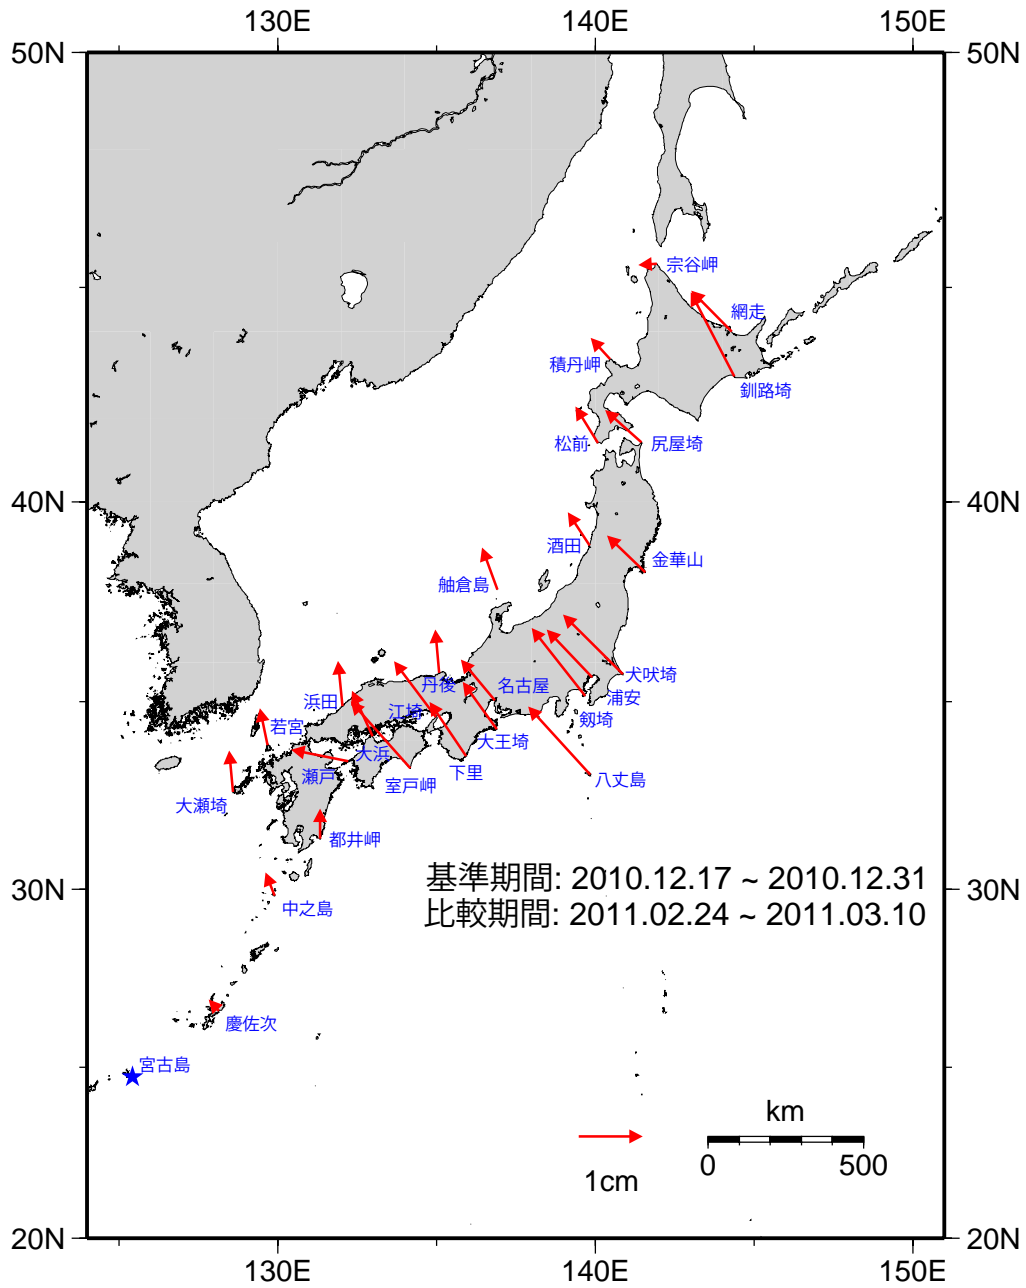 130E 140E 150E
50N 50N
宗谷岬
網走
積丹岬
釧路埼
松前 尻屋埼
40N 40N
酒田 金華山
舳倉島
犬吠埼
丹後 名古屋
浦安
浜田 江埼 剱埼
若宮 大王埼
大浜
瀬戸 室戸岬 下里 八丈島
大瀬埼
都井岬
基準期間: 2010.12.17 ~ 2010.12.31
30N 30N
中之島
比較期間: 2011.02.24 ~ 2011.03.10
慶佐次
宮古島
km
0 500
1cm
20N 20N
130E 140E 150E